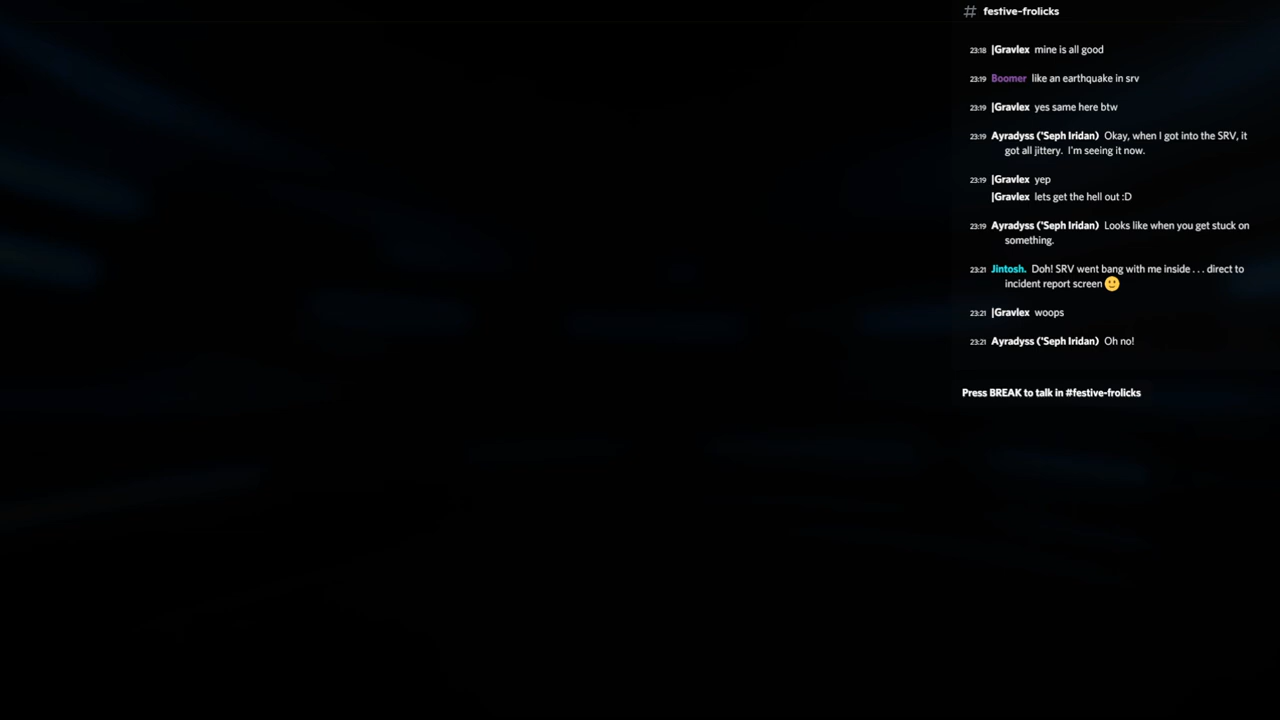 # festive-frolicks
23:18 |Gravlex mine is all good
23:19 Boomer like an earthquake in srv
23:19 |Gravlex yes same here btw
23:19 Ayradyss ('Seph Iridan) Okay, when I got into the SRV, it
got all jittery. I'm seeing it now.
23:19 |Gravlex yep
|Gravlex lets get the hell out :D
23:19 Ayradyss ('Seph Iridan) Looks like when you get stuck on
something.
23:21 Jintosh. Doh! SRV went bang with me inside . . . direct to
incident report screen 🙂
23:21 |Gravlex woops
23:21 Ayradyss ('Seph Iridan) Oh no!
Press BREAK to talk in #festive-frolicks